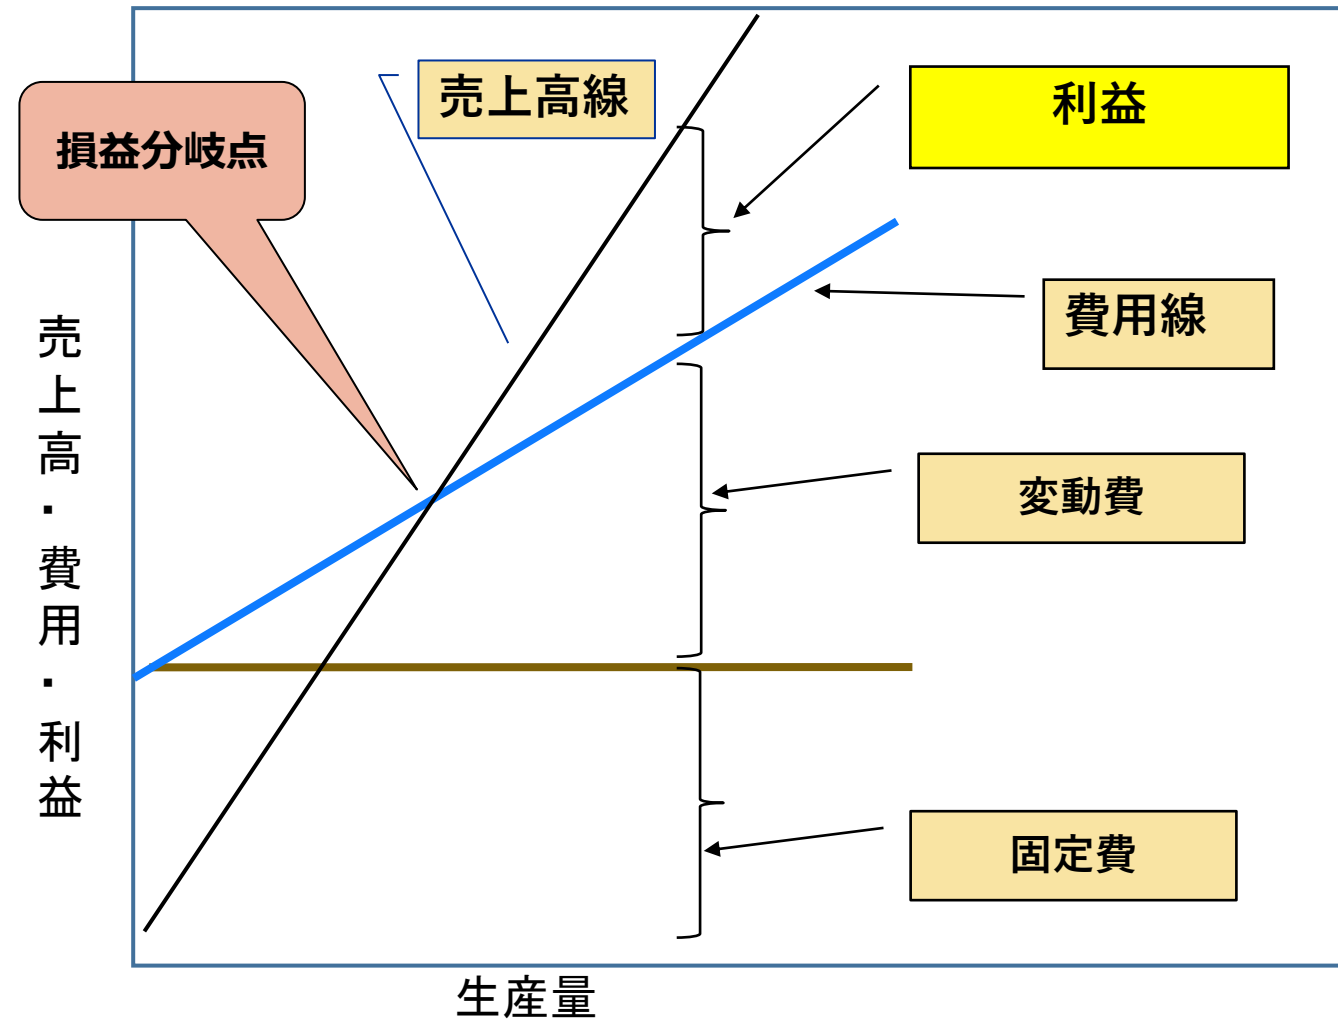 売上高線
利益
損益分岐点
費用線
売上高・費用・利益
変動費
固定費
生産量